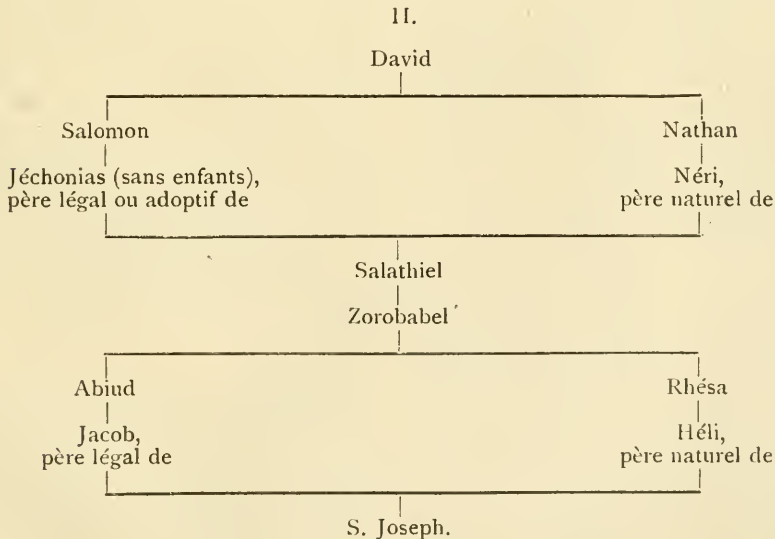 II.
David
Salomon
Nathan
Jéchonias (sans enfants),
père légal ou adoptif de
Néri,
père naturel de
Salathiel
Zorobabel
Abiud
Rhésa
Jacob,
père légal de
Héli,
père naturel de
S. Joseph.